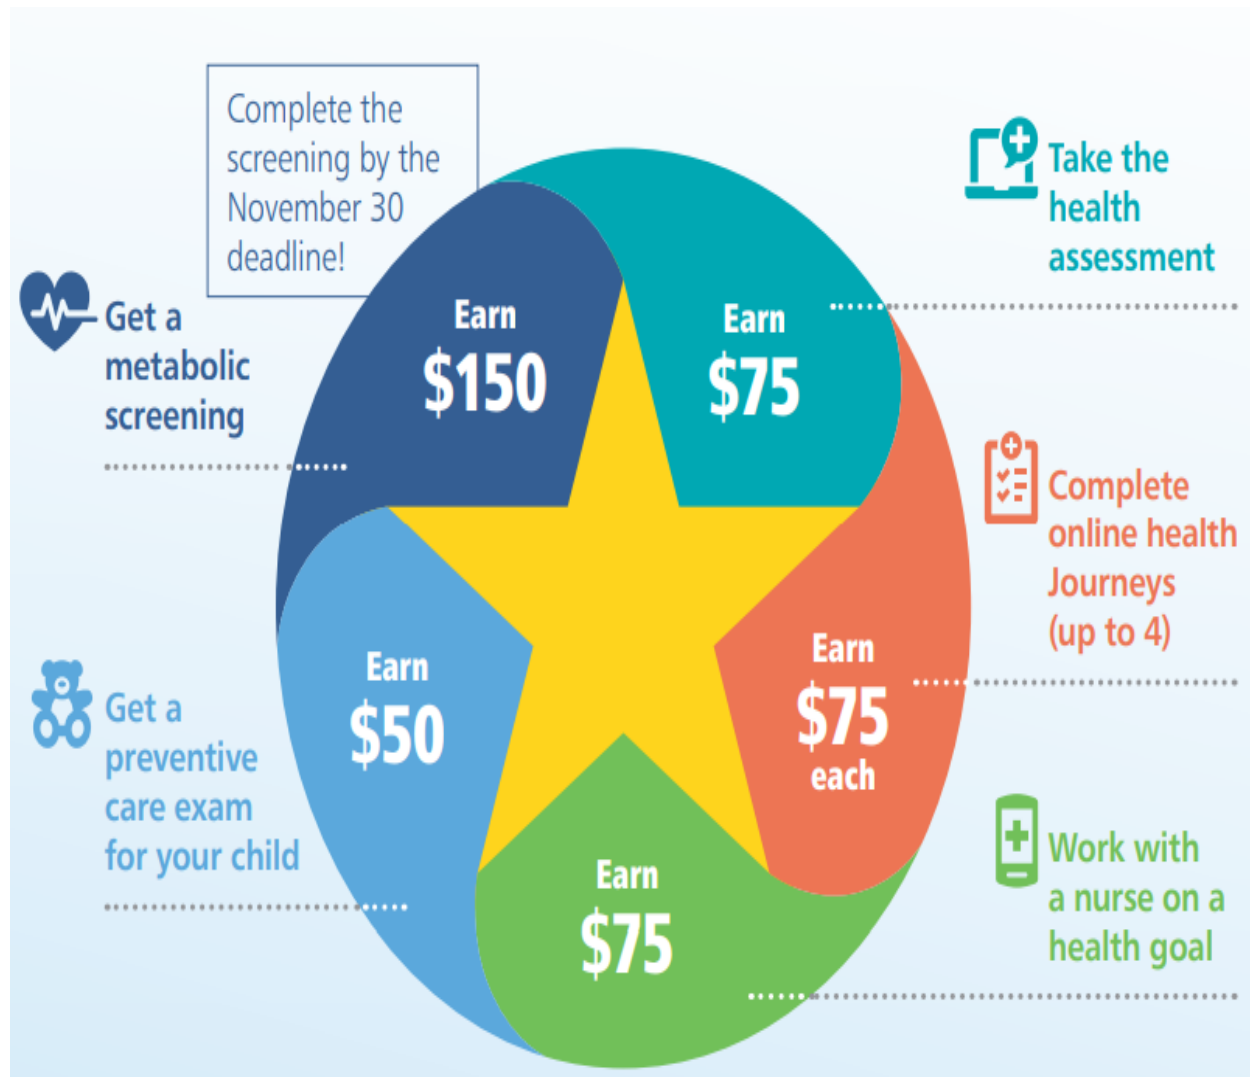 Complete the
screening by the
November 30
deadline!
Get a
metabolic
screening
Earn
$150
Earn
$75
Take the
health
assessment
Complete
online health
Journeys
(up to 4)
Earn
$75
each
Work with
a nurse on a
health goal
Earn
$75
Get a
preventive
care exam
for your child
Earn
$50